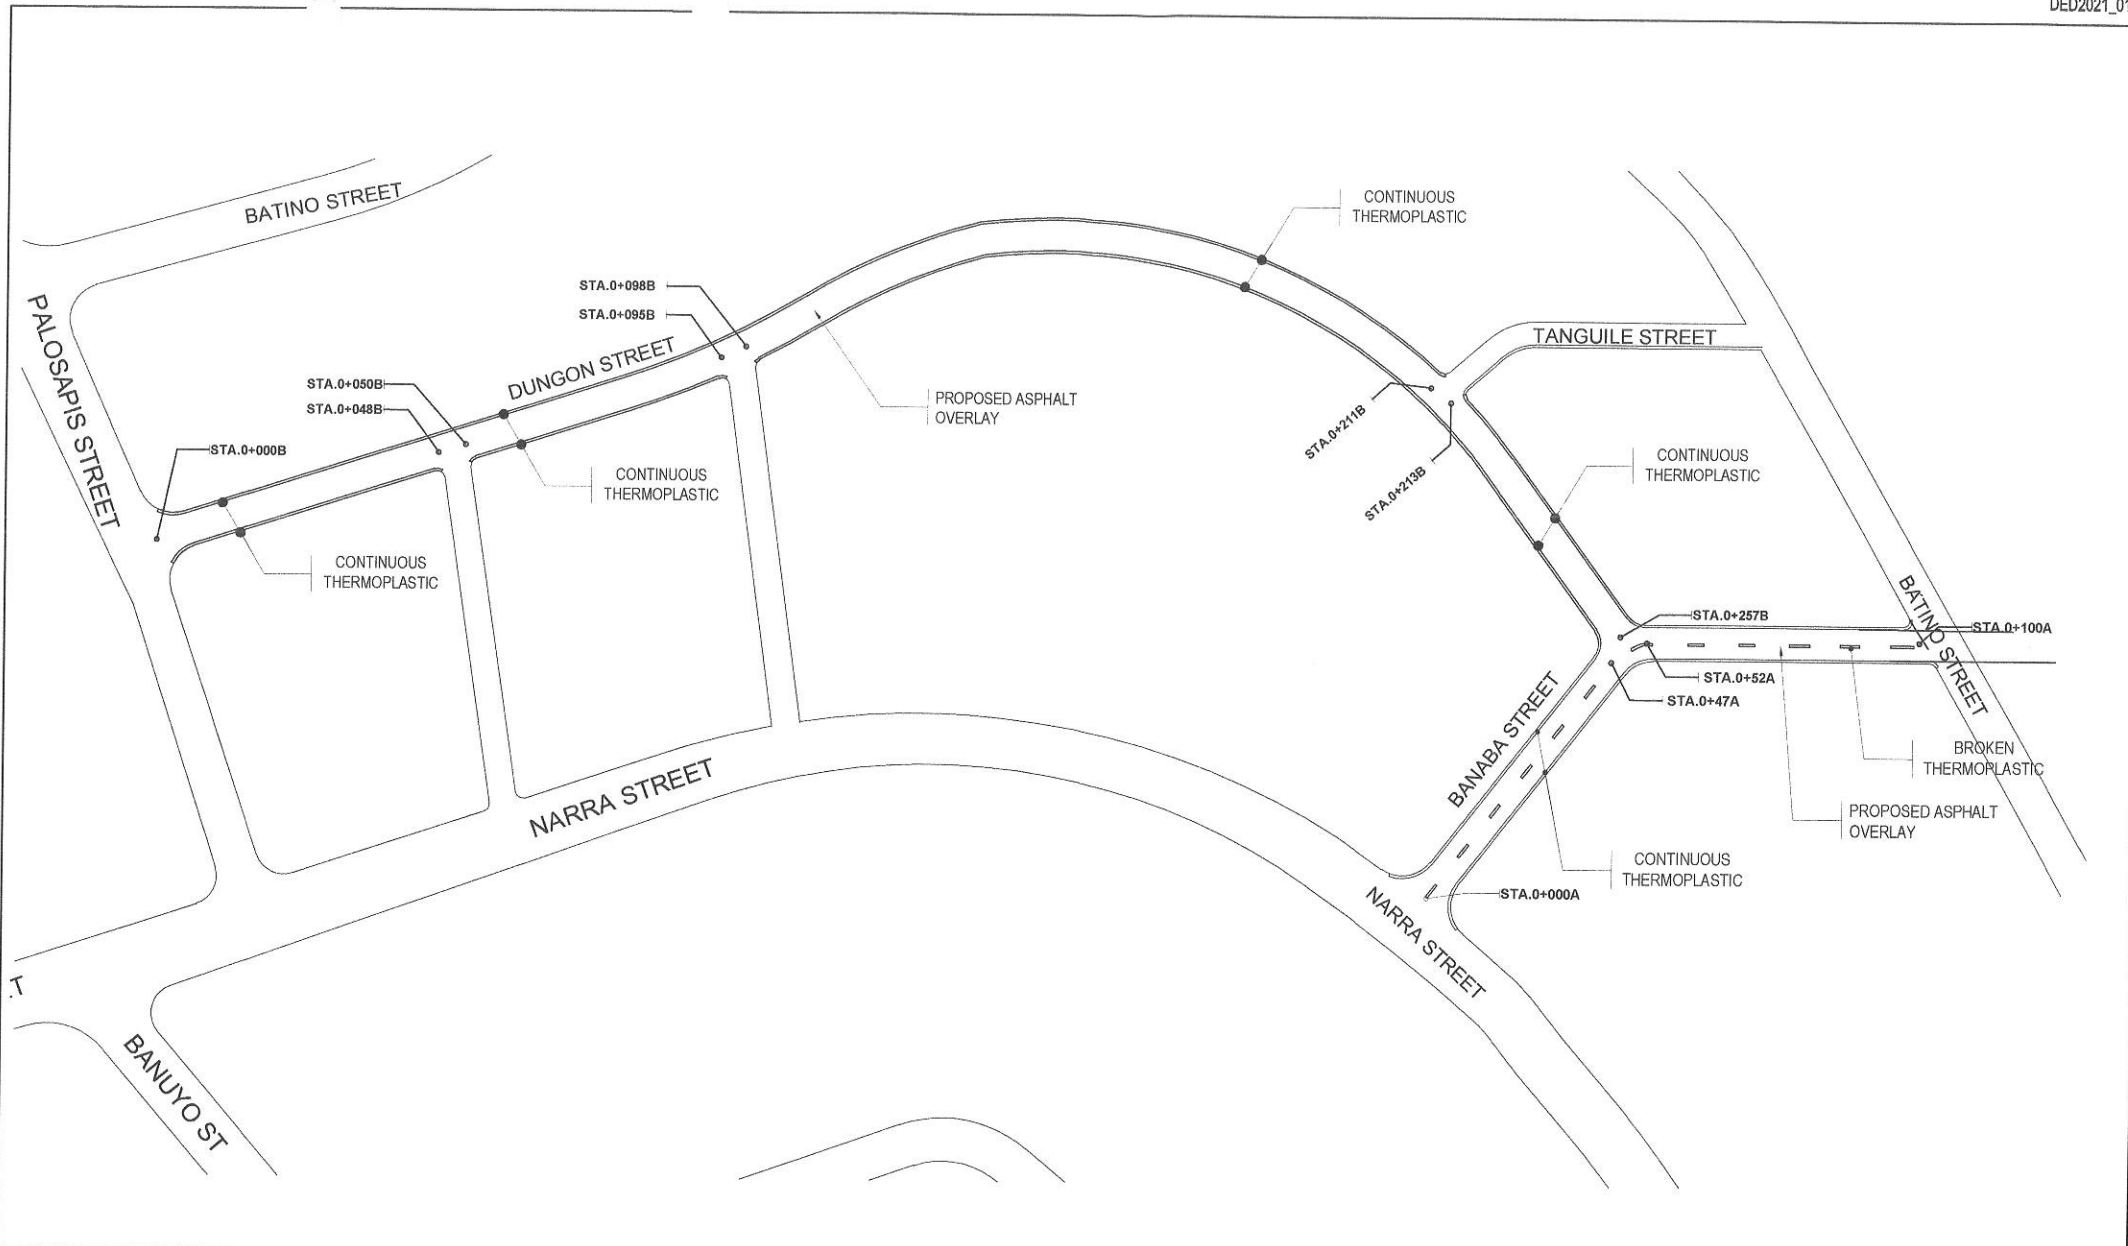 DED2021_01
BATINO STREET
CONTINUOUS
THERMOPLASTIC
STA.0+098B
STA.0+095B
PALOSAPIS STREET
DUNGON STREET
TANGUILE STREET
STA.0+050B
STA.0+048B
PROPOSED ASPHALT
OVERLAY
STA.0+211B
STA.0+000B
CONTINUOUS
THERMOPLASTIC
STA.0+213B
CONTINUOUS
THERMOPLASTIC
CONTINUOUS
THERMOPLASTIC
BATINO STREET
STA.0+257B
STA.0+100A
STA.0+52A
STA.0+47A
BANABA STREET
BROKEN
THERMOPLASTIC
NARRA STREET
PROPOSED ASPHALT
OVERLAY
CONTINUOUS
THERMOPLASTIC
STA.0+000A
NARRA STREET
.T
BANUYO ST